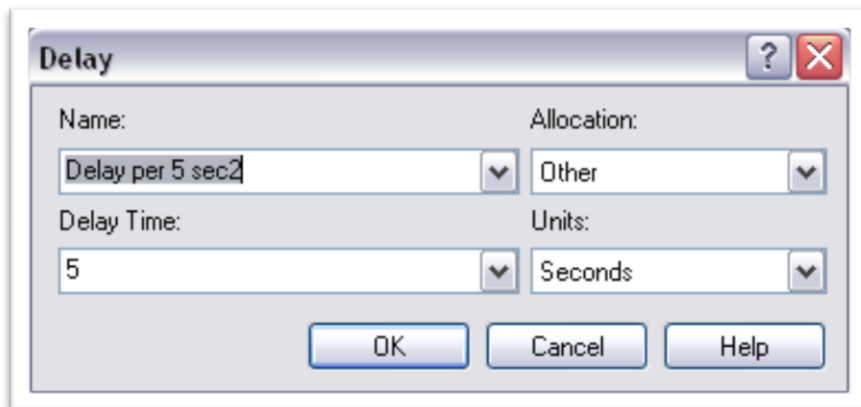 Delay
?
Name: Allocation:
Delay per 5 sec2 Other
Delay Time: Units:
5 Seconds
OK Cancel Help